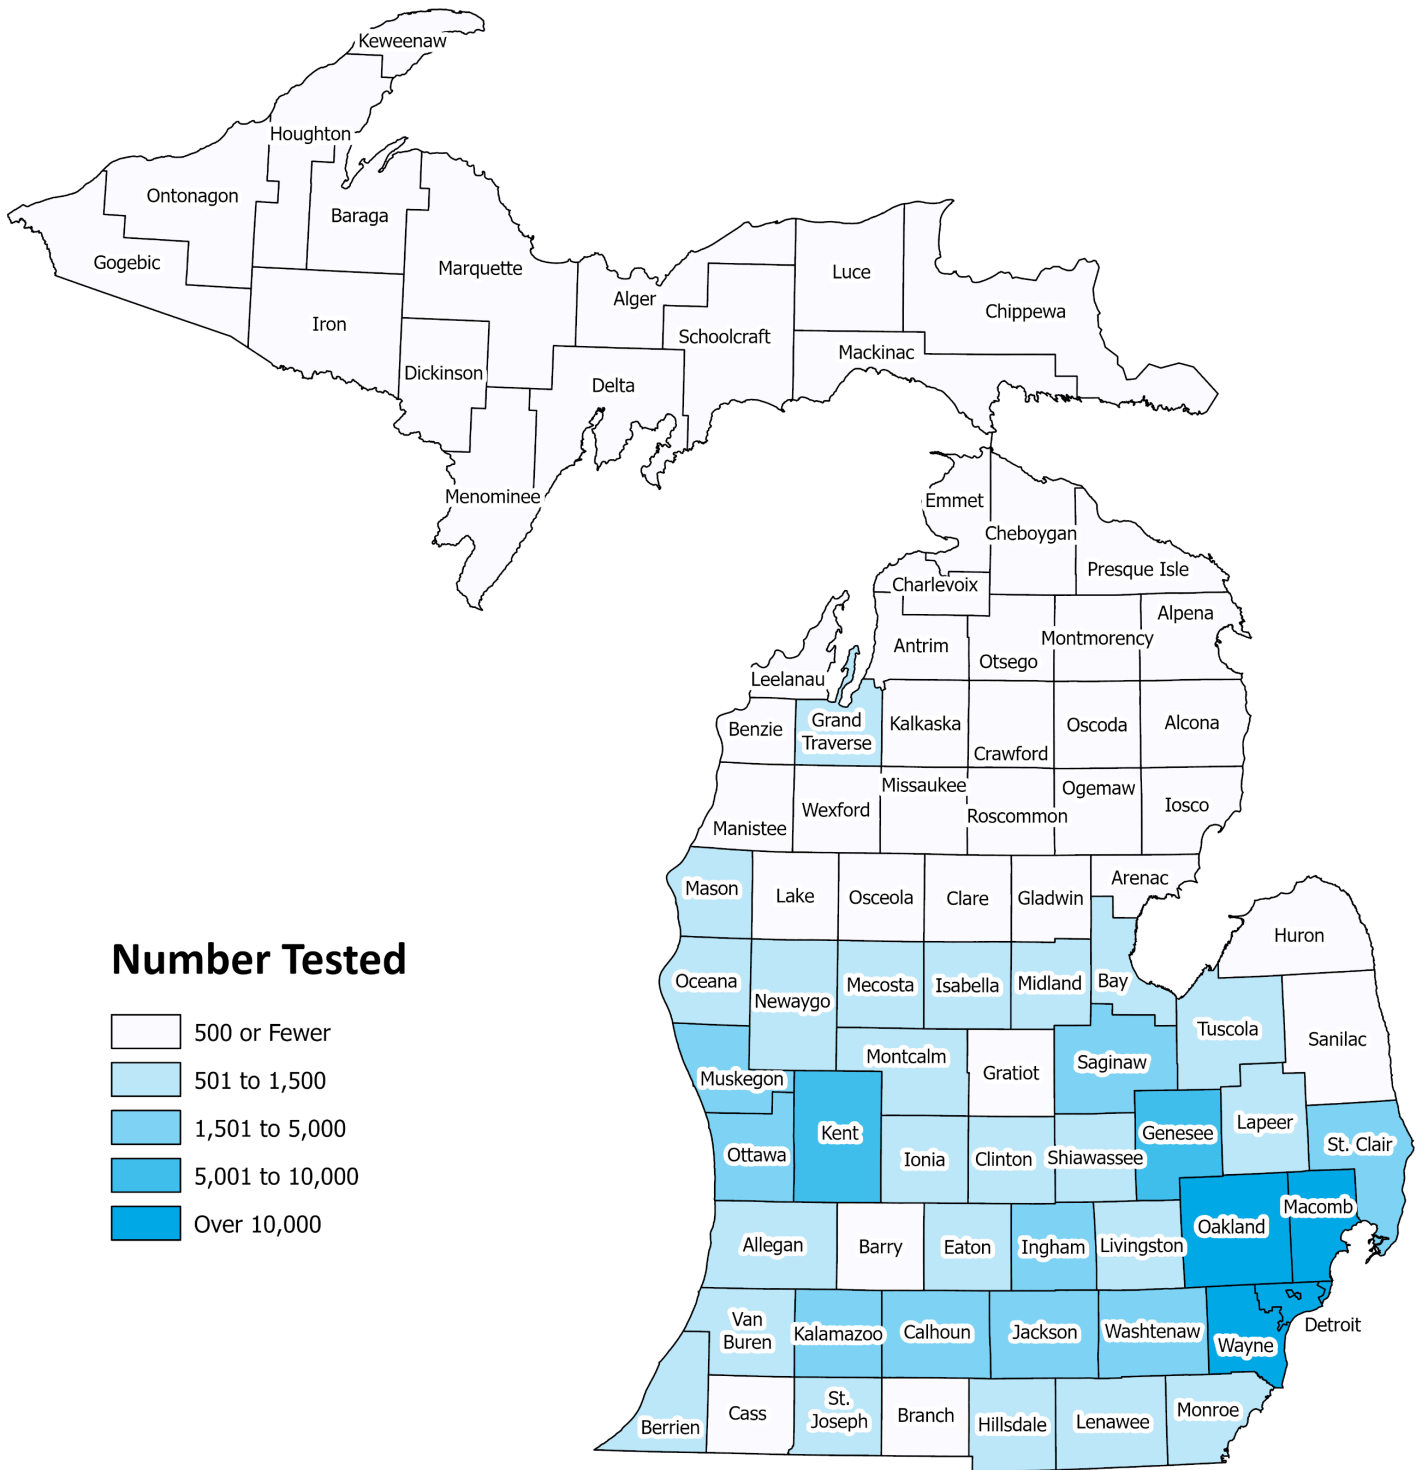 Keweenaw
Houghton
Ontonagon
Baraga
Gogebic
Marquette
Luce
Alger
Chippewa
Iron
Schoolcraft
Mackinac
Dickinson
Delta
Menominee
Emmet
Cheboygan
Presque Isle
Charlevoix
Alpena
Montmorency
Antrim
Otsego
Leelanau
Grand
Traverse
Benzie
Kalkaska
Crawford
Oscoda
Alcona
Missaukee
Ogemaw
Wexford
Roscommon
Iosco
Manistee
Mason
Lake
Osceola
Clare
Gladwin
Arenac
Huron
Oceana
Newaygo
Mecosta
Isabella
Midland
Bay
Tuscola
Sanilac
Montcalm
Gratiot
Saginaw
Muskegon
Kent
Genesee
Lapeer
St. Clair
Ottawa
Ionia
Clinton
Shiawassee
Macomb
Oakland
Allegan
Barry
Eaton
Ingham
Livingston
Van
Buren
Kalamazoo
Calhoun
Jackson
Washtenaw
Wayne
Detroit
Berrien
Cass
St.
Joseph
Branch
Hillsdale
Lenawee
Monroe
Number Tested
500 or Fewer
501 to 1,500
1,501 to 5,000
5,001 to 10,000
Over 10,000